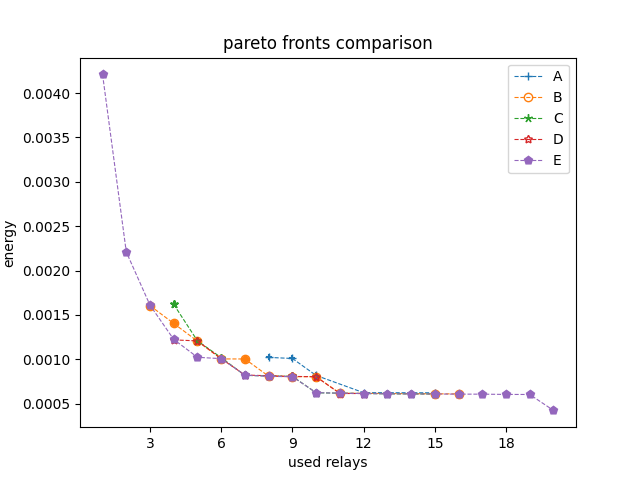 pareto fronts comparison
A
B
C
D
E
0.0040
0.0035
0.0030
0.0025
0.0020
0.0015
0.0010
0.0005
energy
3 6 9 12 15 18
used relays